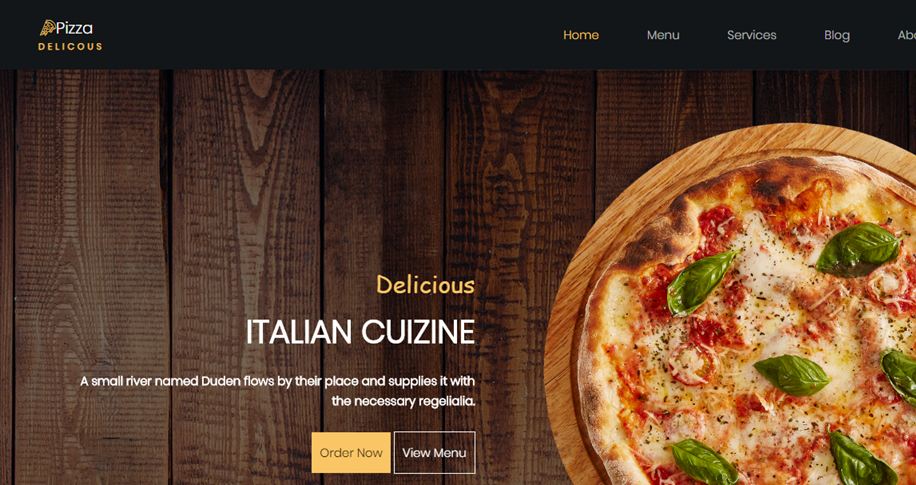 Pizza
DELICOUS
Home Menu Services Blog Abo
Delicious
ITALIAN CUIZINE
A small river named Duden flows by their place and supplies it with
the necessary regelialia.
Order Now View Menu